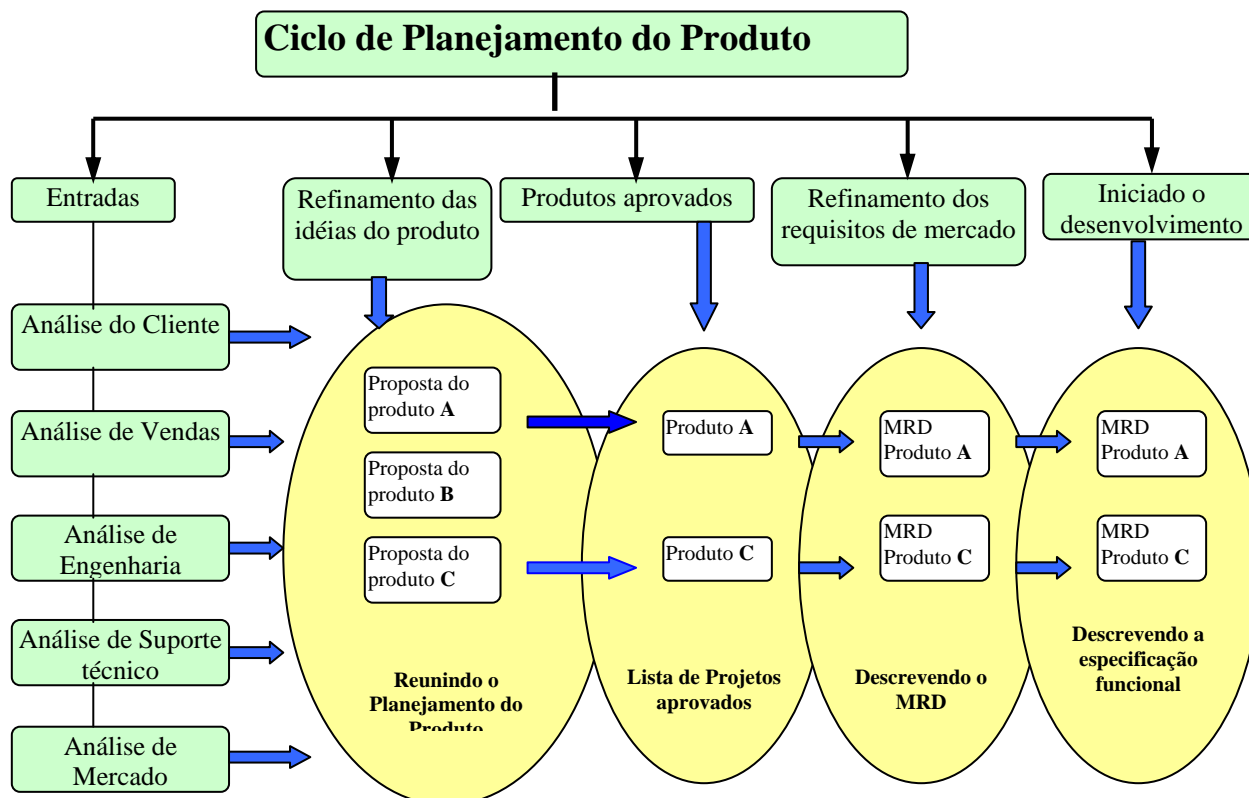 Ciclo de Planejamento do Produto
Entradas
Refinamento das
idéias do produto
Produtos aprovados
Refinamento dos
requisitos de mercado
Iniciado o
desenvolvimento
Análise do Cliente
Análise de Vendas
Análise de
Engenharia
Análise de Suporte
técnico
Análise de
Mercado
Proposta do
produto A
Proposta do
produto B
Proposta do
produto C
Reunindo o
Planejamento do
Produto
Produto A
Produto C
Lista de Projetos
aprovados
MRD
Produto A
MRD
Produto C
Descrevendo o
MRD
MRD
Produto A
MRD
Produto C
Descrevendo a
especificação
funcional